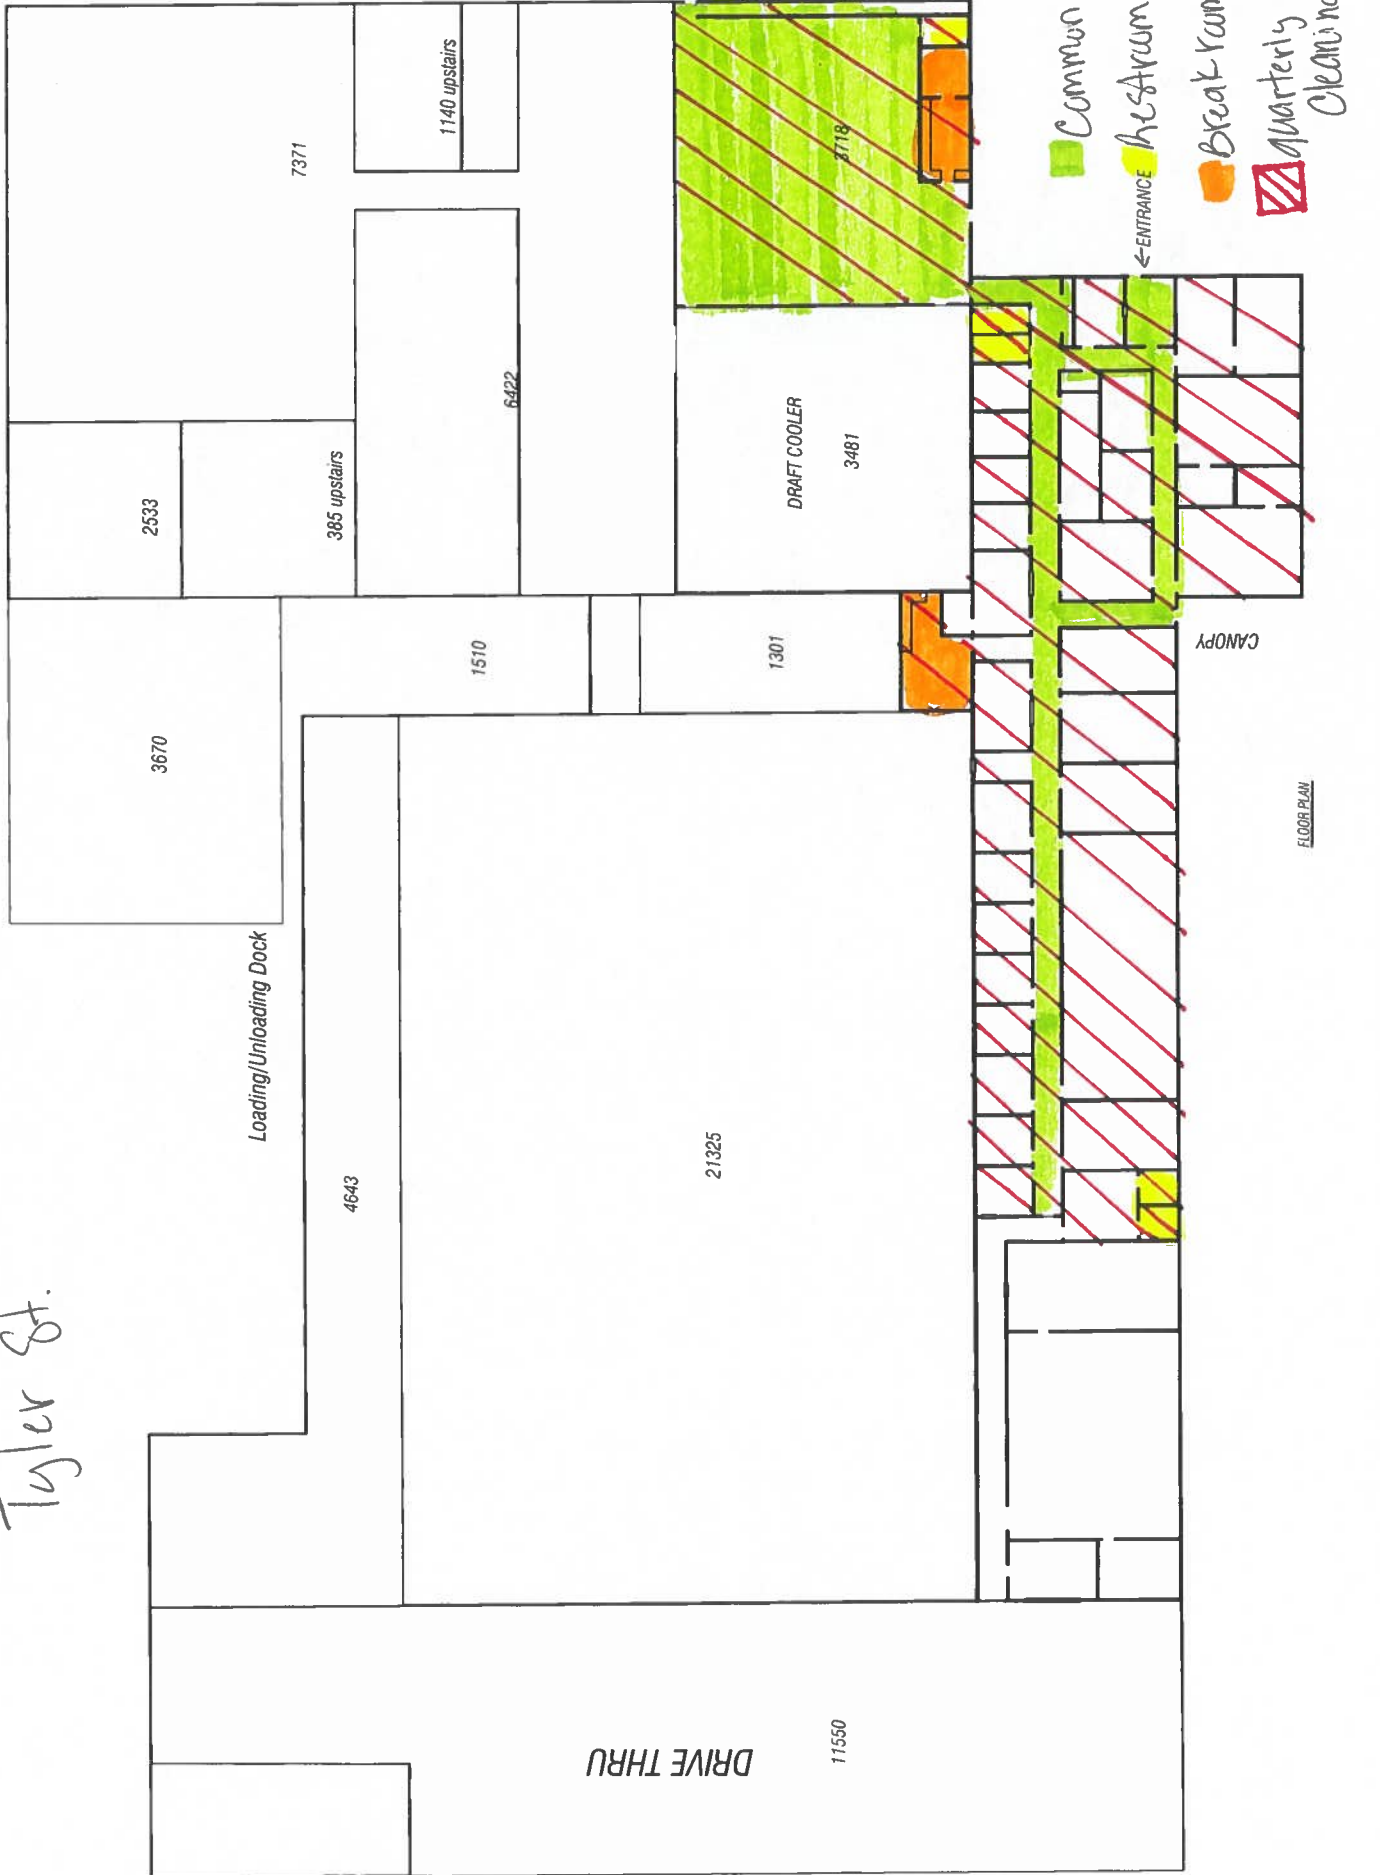 Tyler St.
7371
1140 upstairs
2533
385 upstairs
6422
3718
DRAFT COOLER
3481
3670
1510
1301
Loading/Unloading Dock
4643
21325
DRIVE THRU
11550
Common
Restroom
←ENTRANCE
Break room
quarterly
Cleaning
CANOPY
FLOOR PLAN